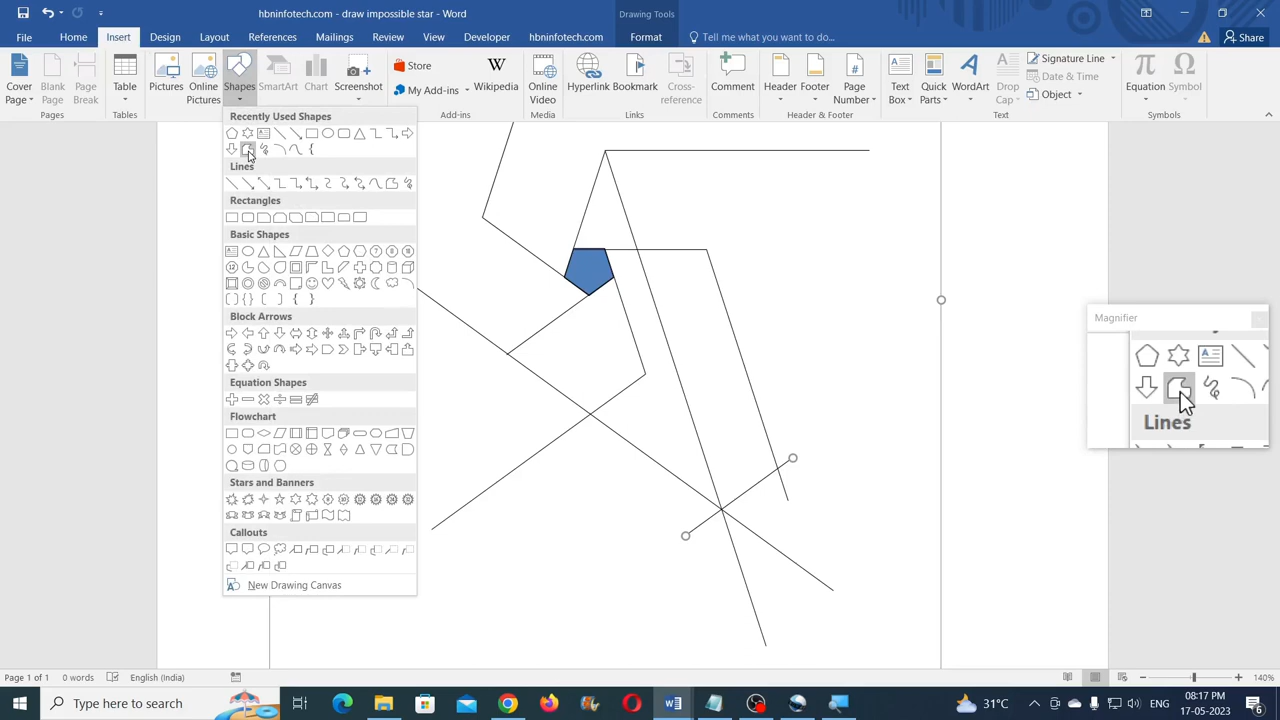 hbninfotech.com - draw impossible star - Word
Drawing Tools
File Home Insert Design Layout References Mailings Review View Developer hbninfotech.com Format Tell me what you want to do... Share
Cover Page
Blank Page
Page Break
Table
Pictures
Online Pictures
Shapes
SmartArt
Chart
Screenshot
Store
My Add-ins
Wikipedia
Online Video
Hyperlink
Bookmark
Cross-reference
Comment
Header
Footer
Page Number
Text Box
Quick Parts
WordArt
Drop Cap
Signature Line
Date & Time
Object
Equation
Symbol
Pages Tables Add-ins Media Links Comments Header & Footer Text Symbols
Recently Used Shapes
Lines
Rectangles
Basic Shapes
Block Arrows
Equation Shapes
Flowchart
Stars and Banners
Callouts
New Drawing Canvas
Magnifier
Lines
Page 1 of 1 0 words English (India) 140%
Type here to search
31°C ENG 08:17 PM
17-05-2023
6